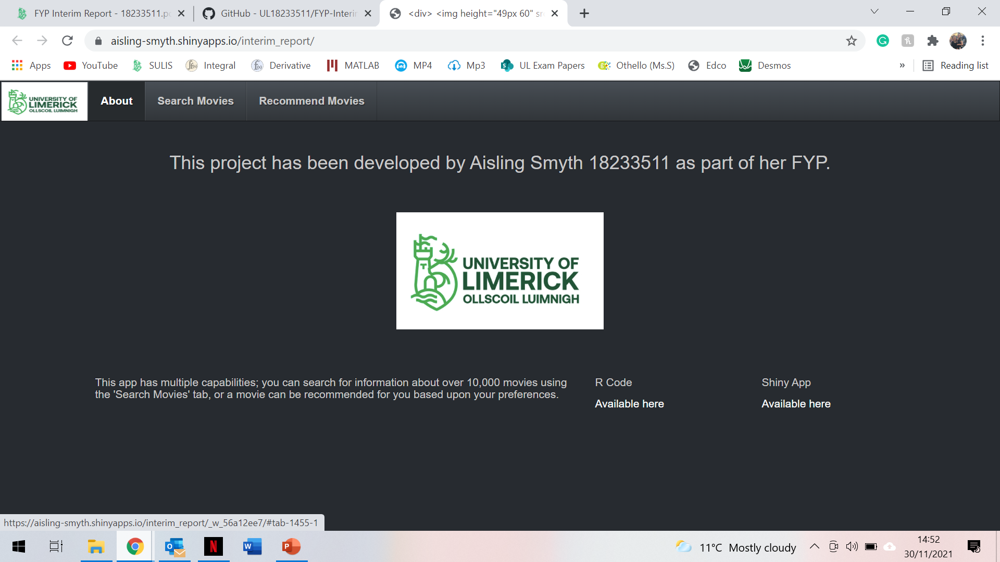 FYP Interim Report - 18233511.pd
GitHub - UL18233511/FYP-Interin
<div> <img height="49px 60" sr
aisling-smyth.shinyapps.io/interim_report/
Apps YouTube SULIS Integral Derivative MATLAB MP4 Mp3 UL Exam Papers Othello (Ms.S) Edco Desmos » Reading list
UNIVERSITY OF
LIMERICK
OLLSCOIL LUIMNIGH
About Search Movies Recommend Movies
This project has been developed by Aisling Smyth 18233511 as part of her FYP.
UNIVERSITY OF
LIMERICK
OLLSCOIL LUIMNIGH
This app has multiple capabilities; you can search for information about over 10,000 movies using
the 'Search Movies' tab, or a movie can be recommended for you based upon your preferences.
R Code
Available here
Shiny App
Available here
https://aisling-smyth.shinyapps.io/interim_report/_w_56a12ee7/#tab-1455-1
11°C Mostly cloudy
14:52
30/11/2021